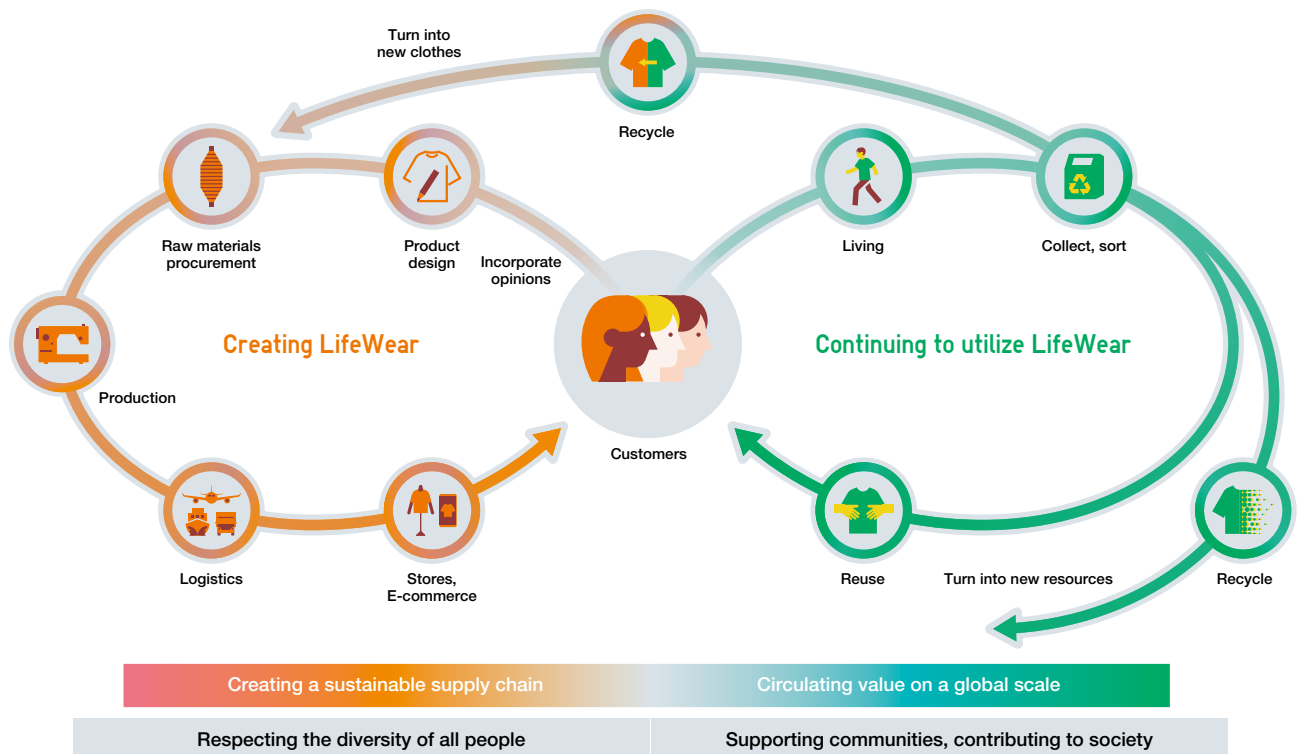 Turn into
new clothes
Recycle
Raw materials
procurement
Product
design
Incorporate
opinions
Living
Collect, sort
Creating LifeWear
Continuing to utilize LifeWear
Production
Customers
Logistics
Stores,
E-commerce
Reuse
Turn into new resources
Recycle
Creating a sustainable supply chain
Circulating value on a global scale
Respecting the diversity of all people
Supporting communities, contributing to society